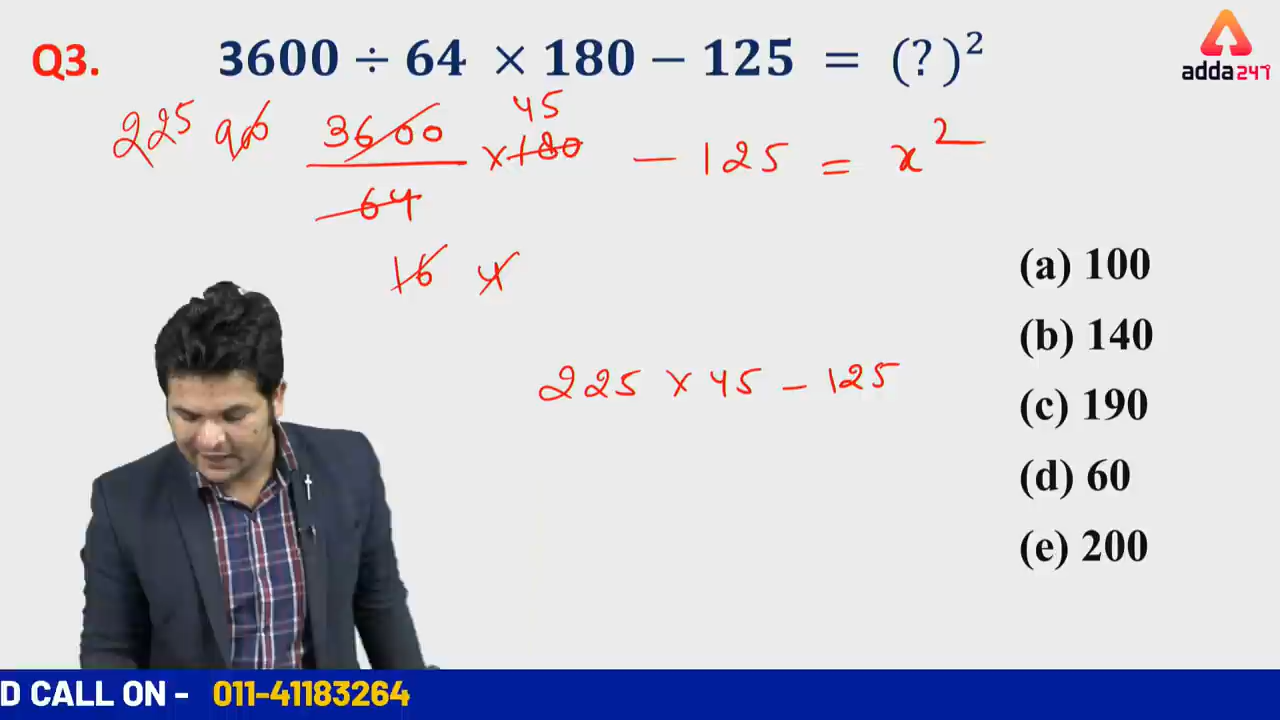 Q3. 3600 ÷ 64 × 180 − 125 = (?)²
adda247
45
225 900 3600 × 180 − 125 = x²
64
16 4
(a) 100
(b) 140
225 × 45 − 125
(c) 190
(d) 60
(e) 200
D CALL ON - 011-41183264